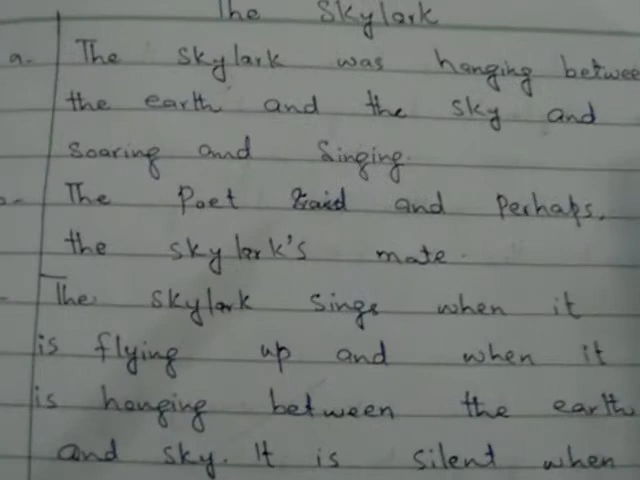 The Skylark
a. The skylark was hanging betwee
the earth and the sky and
soaring and singing.
The Poet said and perhaps.
the skylark's mate.
The skylark sings when it
is flying up and when it
is hanging between the earth
and sky. It is silent when